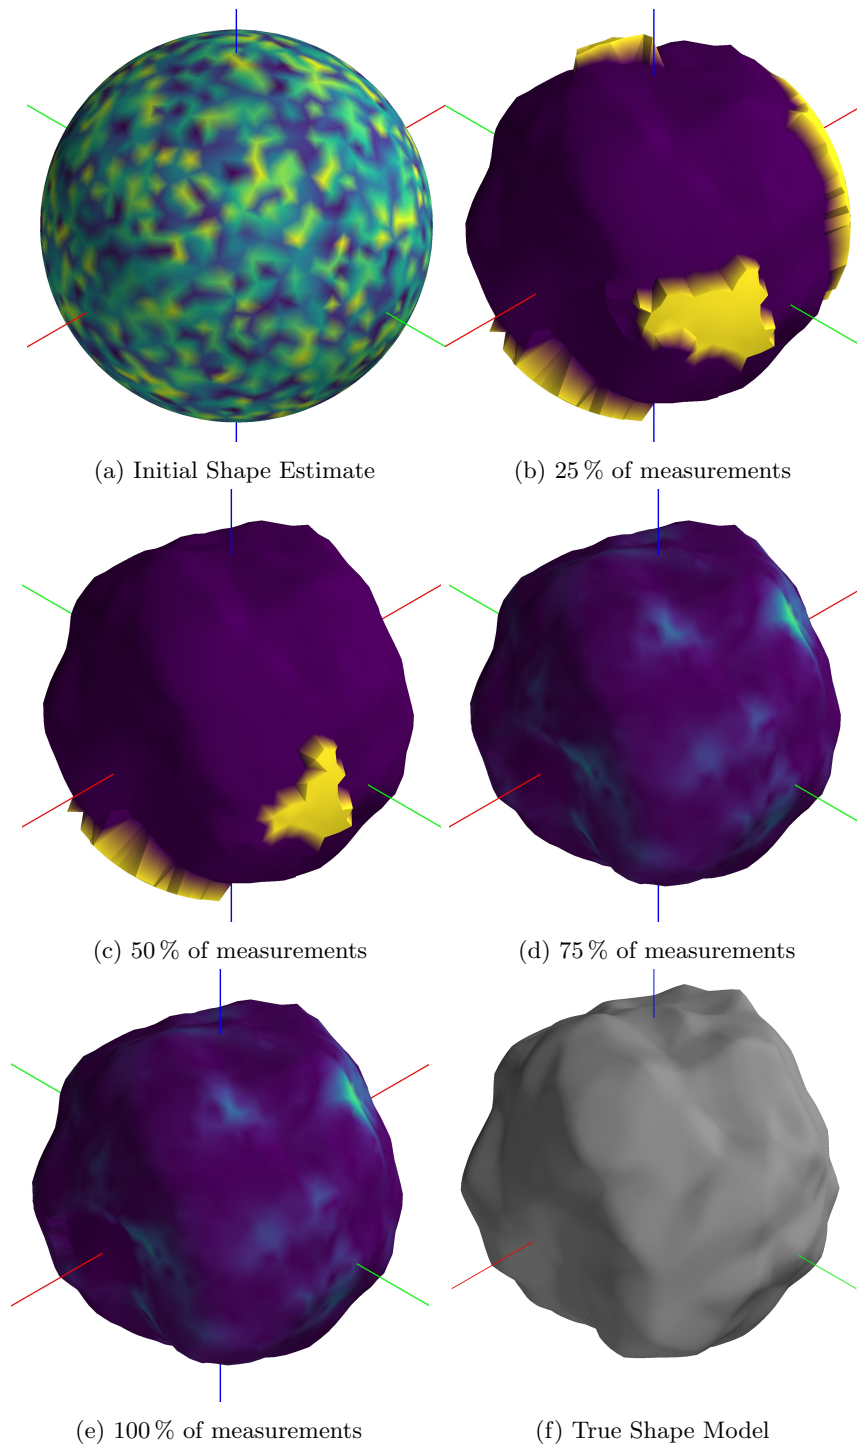 (a) Initial Shape Estimate
(b) 25 % of measurements
(c) 50 % of measurements
(d) 75 % of measurements
(e) 100 % of measurements
(f) True Shape Model